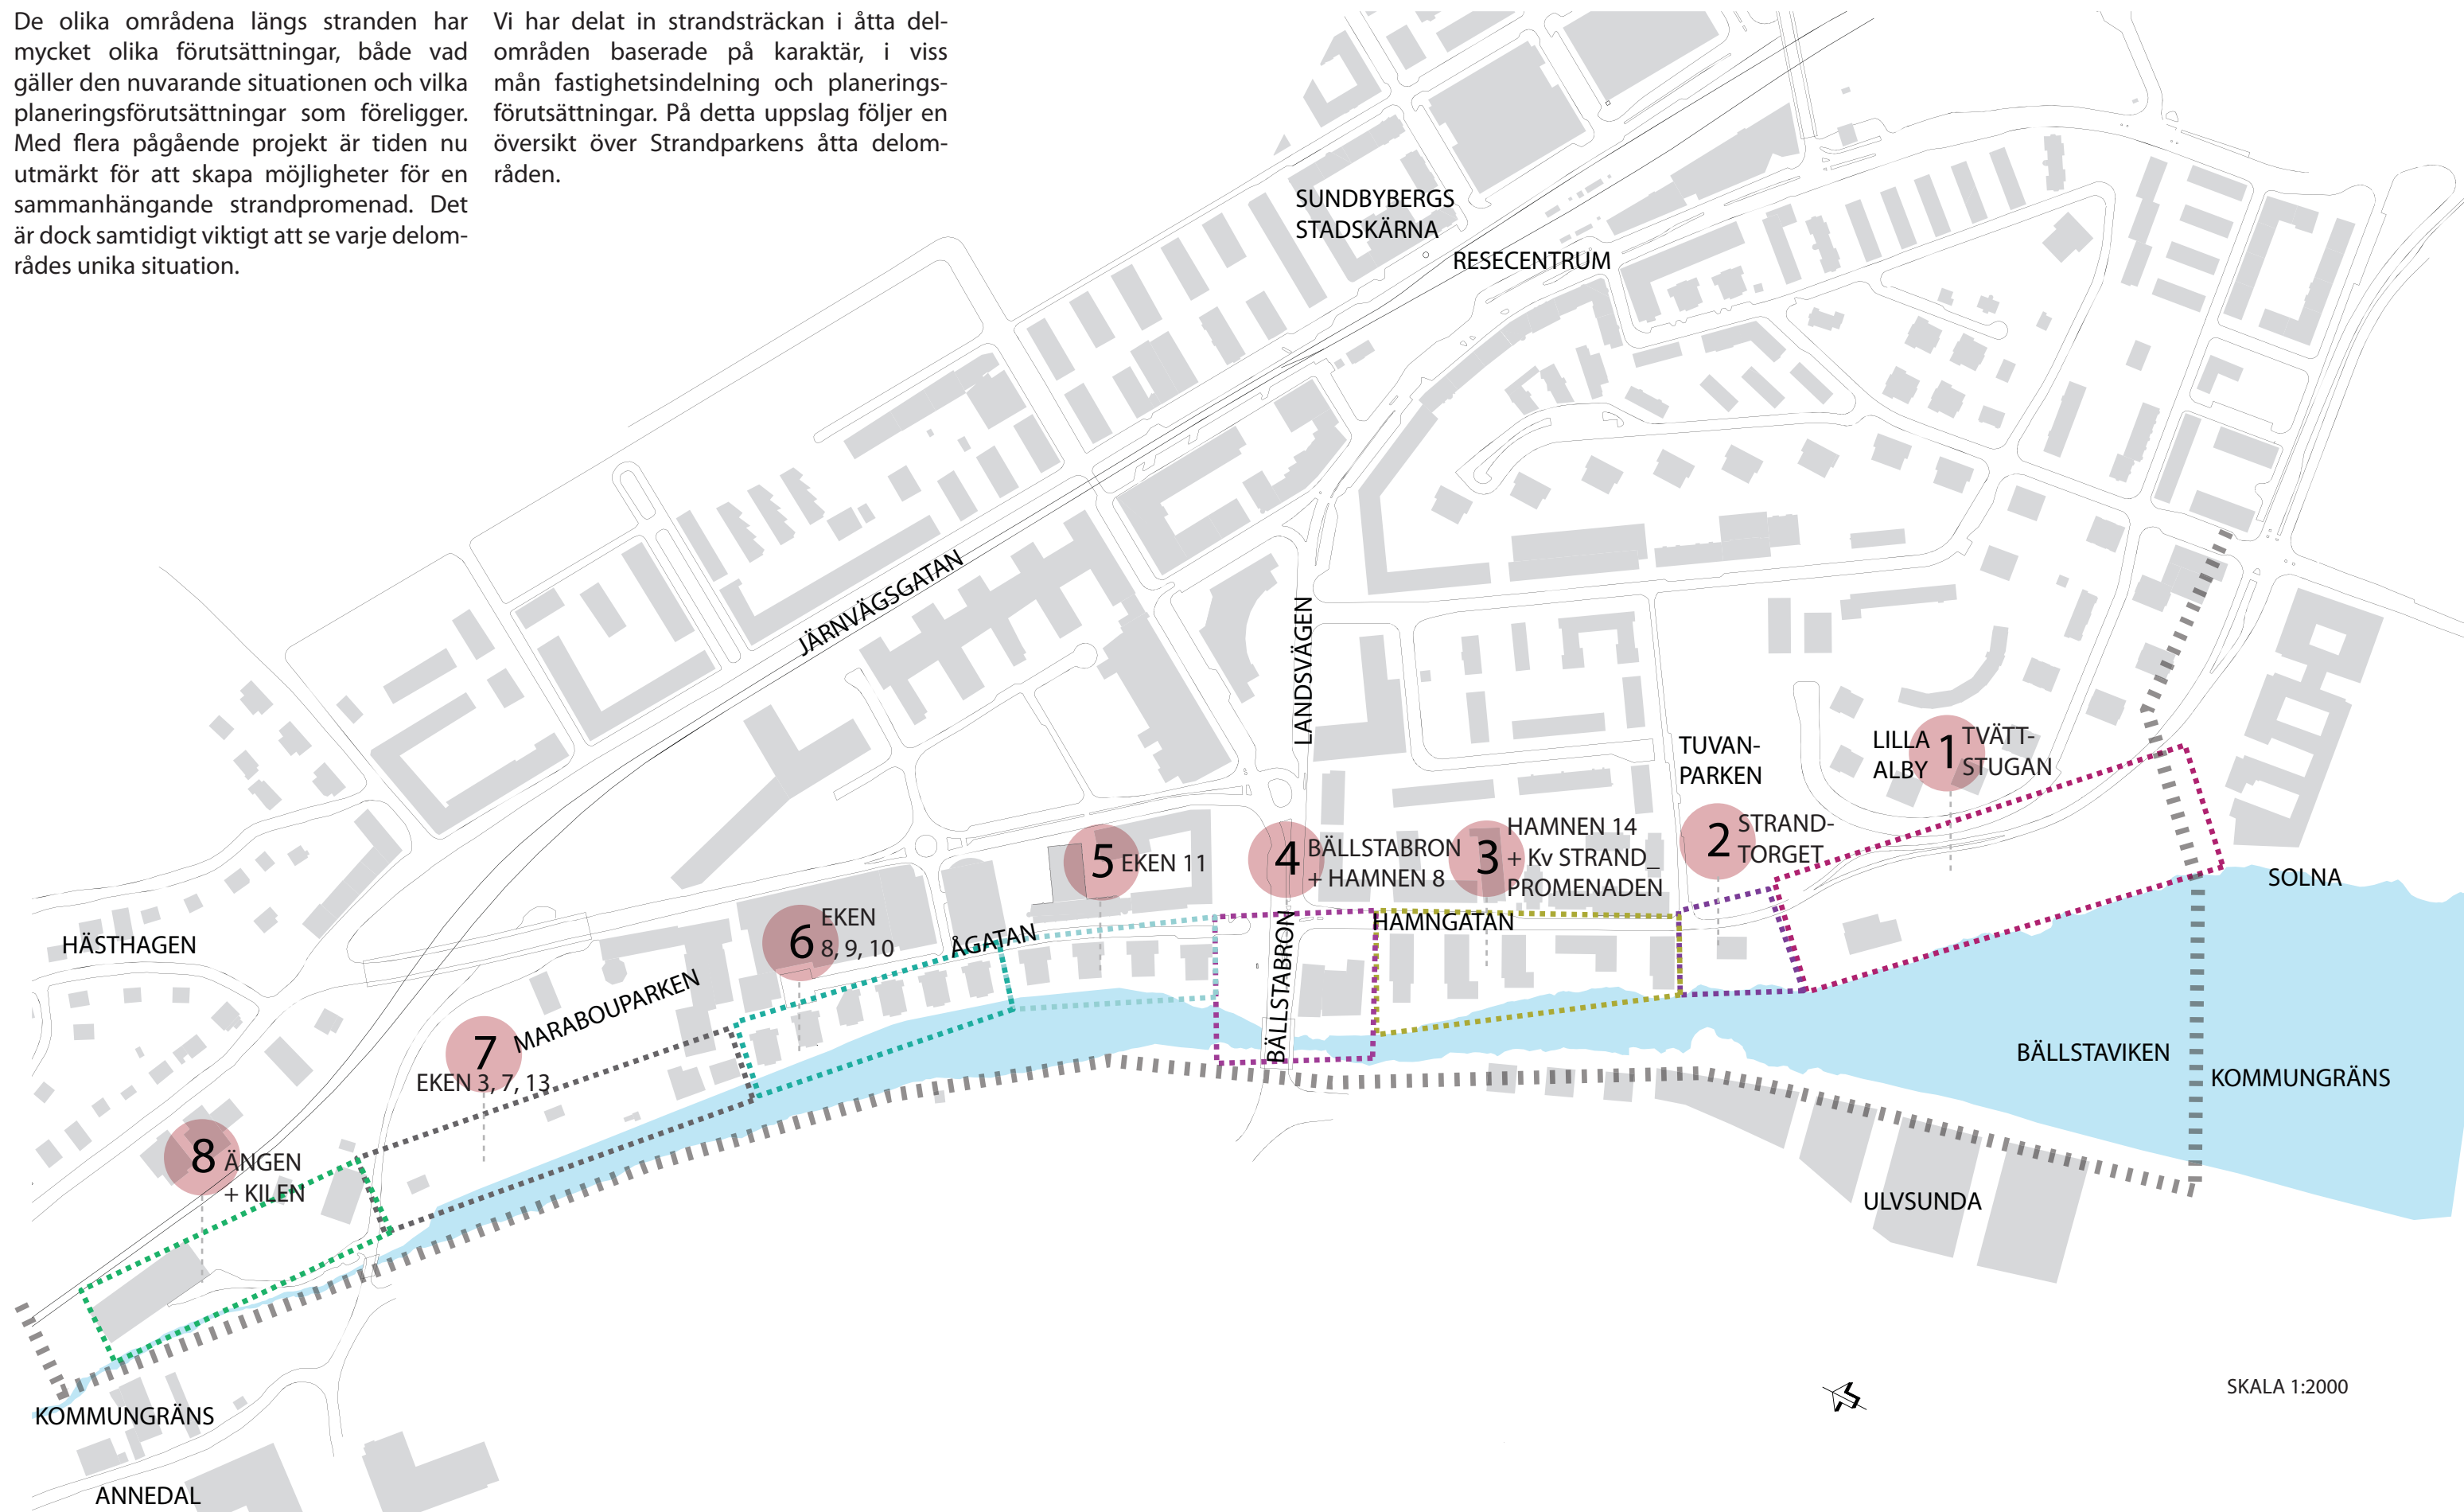 De olika områdena längs stranden har
mycket olika förutsättningar, både vad
gäller den nuvarande situationen och vilka
planeringsförutsättningar som föreligger.
Med flera pågående projekt är tiden nu
utmärkt för att skapa möjligheter för en
sammanhängande strandpromenad. Det
är dock samtidigt viktigt att se varje delom-
rådes unika situation.
Vi har delat in strandsträckan i åtta del-
områden baserade på karaktär, i viss
mån fastighetsindelning och planerings-
förutsättningar. På detta uppslag följer en
översikt över Strandparkens åtta delom-
råden.
SUNDBYBERGS
STADSKÄRNA
RESECENTRUM
JÄRNVÄGSGATAN
LANDSVÄGEN
TUVAN-
PARKEN
LILLA
ALBY
1
TVÄTT-
STUGAN
2
STRAND-
TORGET
3
HAMNEN 14
+ Kv STRAND_
PROMENADEN
4
BÄLLSTABRON
+ HAMNEN 8
5
EKEN 11
6
EKEN
8, 9, 10
ÅGATAN
HAMNGATAN
BÄLLSTABRON
SOLNA
HÄSTHAGEN
MARABOUPARKEN
7
EKEN 3, 7, 13
BÄLLSTAVIKEN
KOMMUNGRÄNS
8
ÄNGEN
+ KILEN
ULVSUNDA
SKALA 1:2000
KOMMUNGRÄNS
ANNEDAL